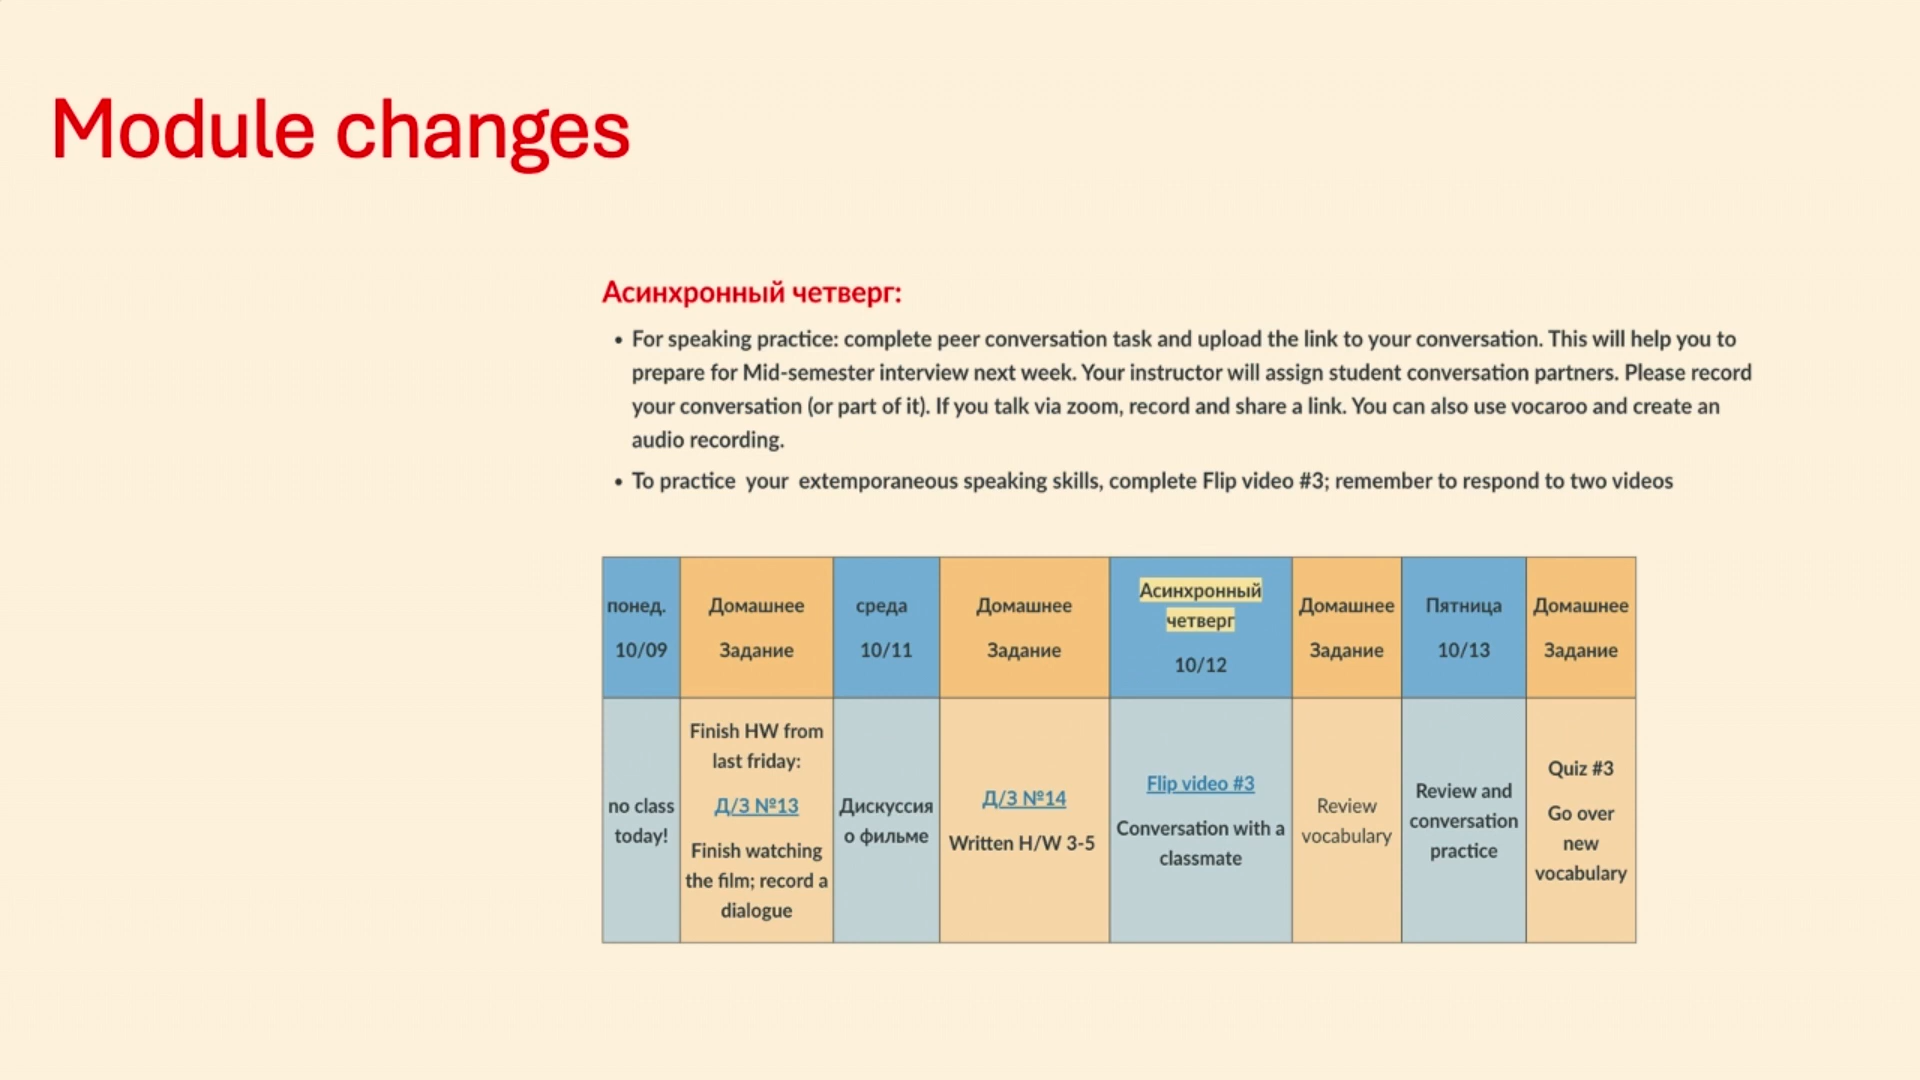 Module changes
Асинхронный четверг:
• For speaking practice: complete peer conversation task and upload the link to your conversation. This will help you to
prepare for Mid-semester interview next week. Your instructor will assign student conversation partners. Please record
your conversation (or part of it). If you talk via zoom, record and share a link. You can also use vocaroo and create an
audio recording.
• To practice your extemporaneous speaking skills, complete Flip video #3; remember to respond to two videos
понед.
10/09
Домашнее
Задание
среда
10/11
Домашнее
Задание
Асинхронный
четверг
10/12
Домашнее
Задание
Пятница
10/13
Домашнее
Задание
no class
today!
Finish HW from
last friday:
Д/З №13
Finish watching
the film; record a
dialogue
Дискуссия
о фильме
Д/З №14
Written H/W 3-5
Flip video #3
Conversation with a
classmate
Review
vocabulary
Review and
conversation
practice
Quiz #3
Go over
new
vocabulary